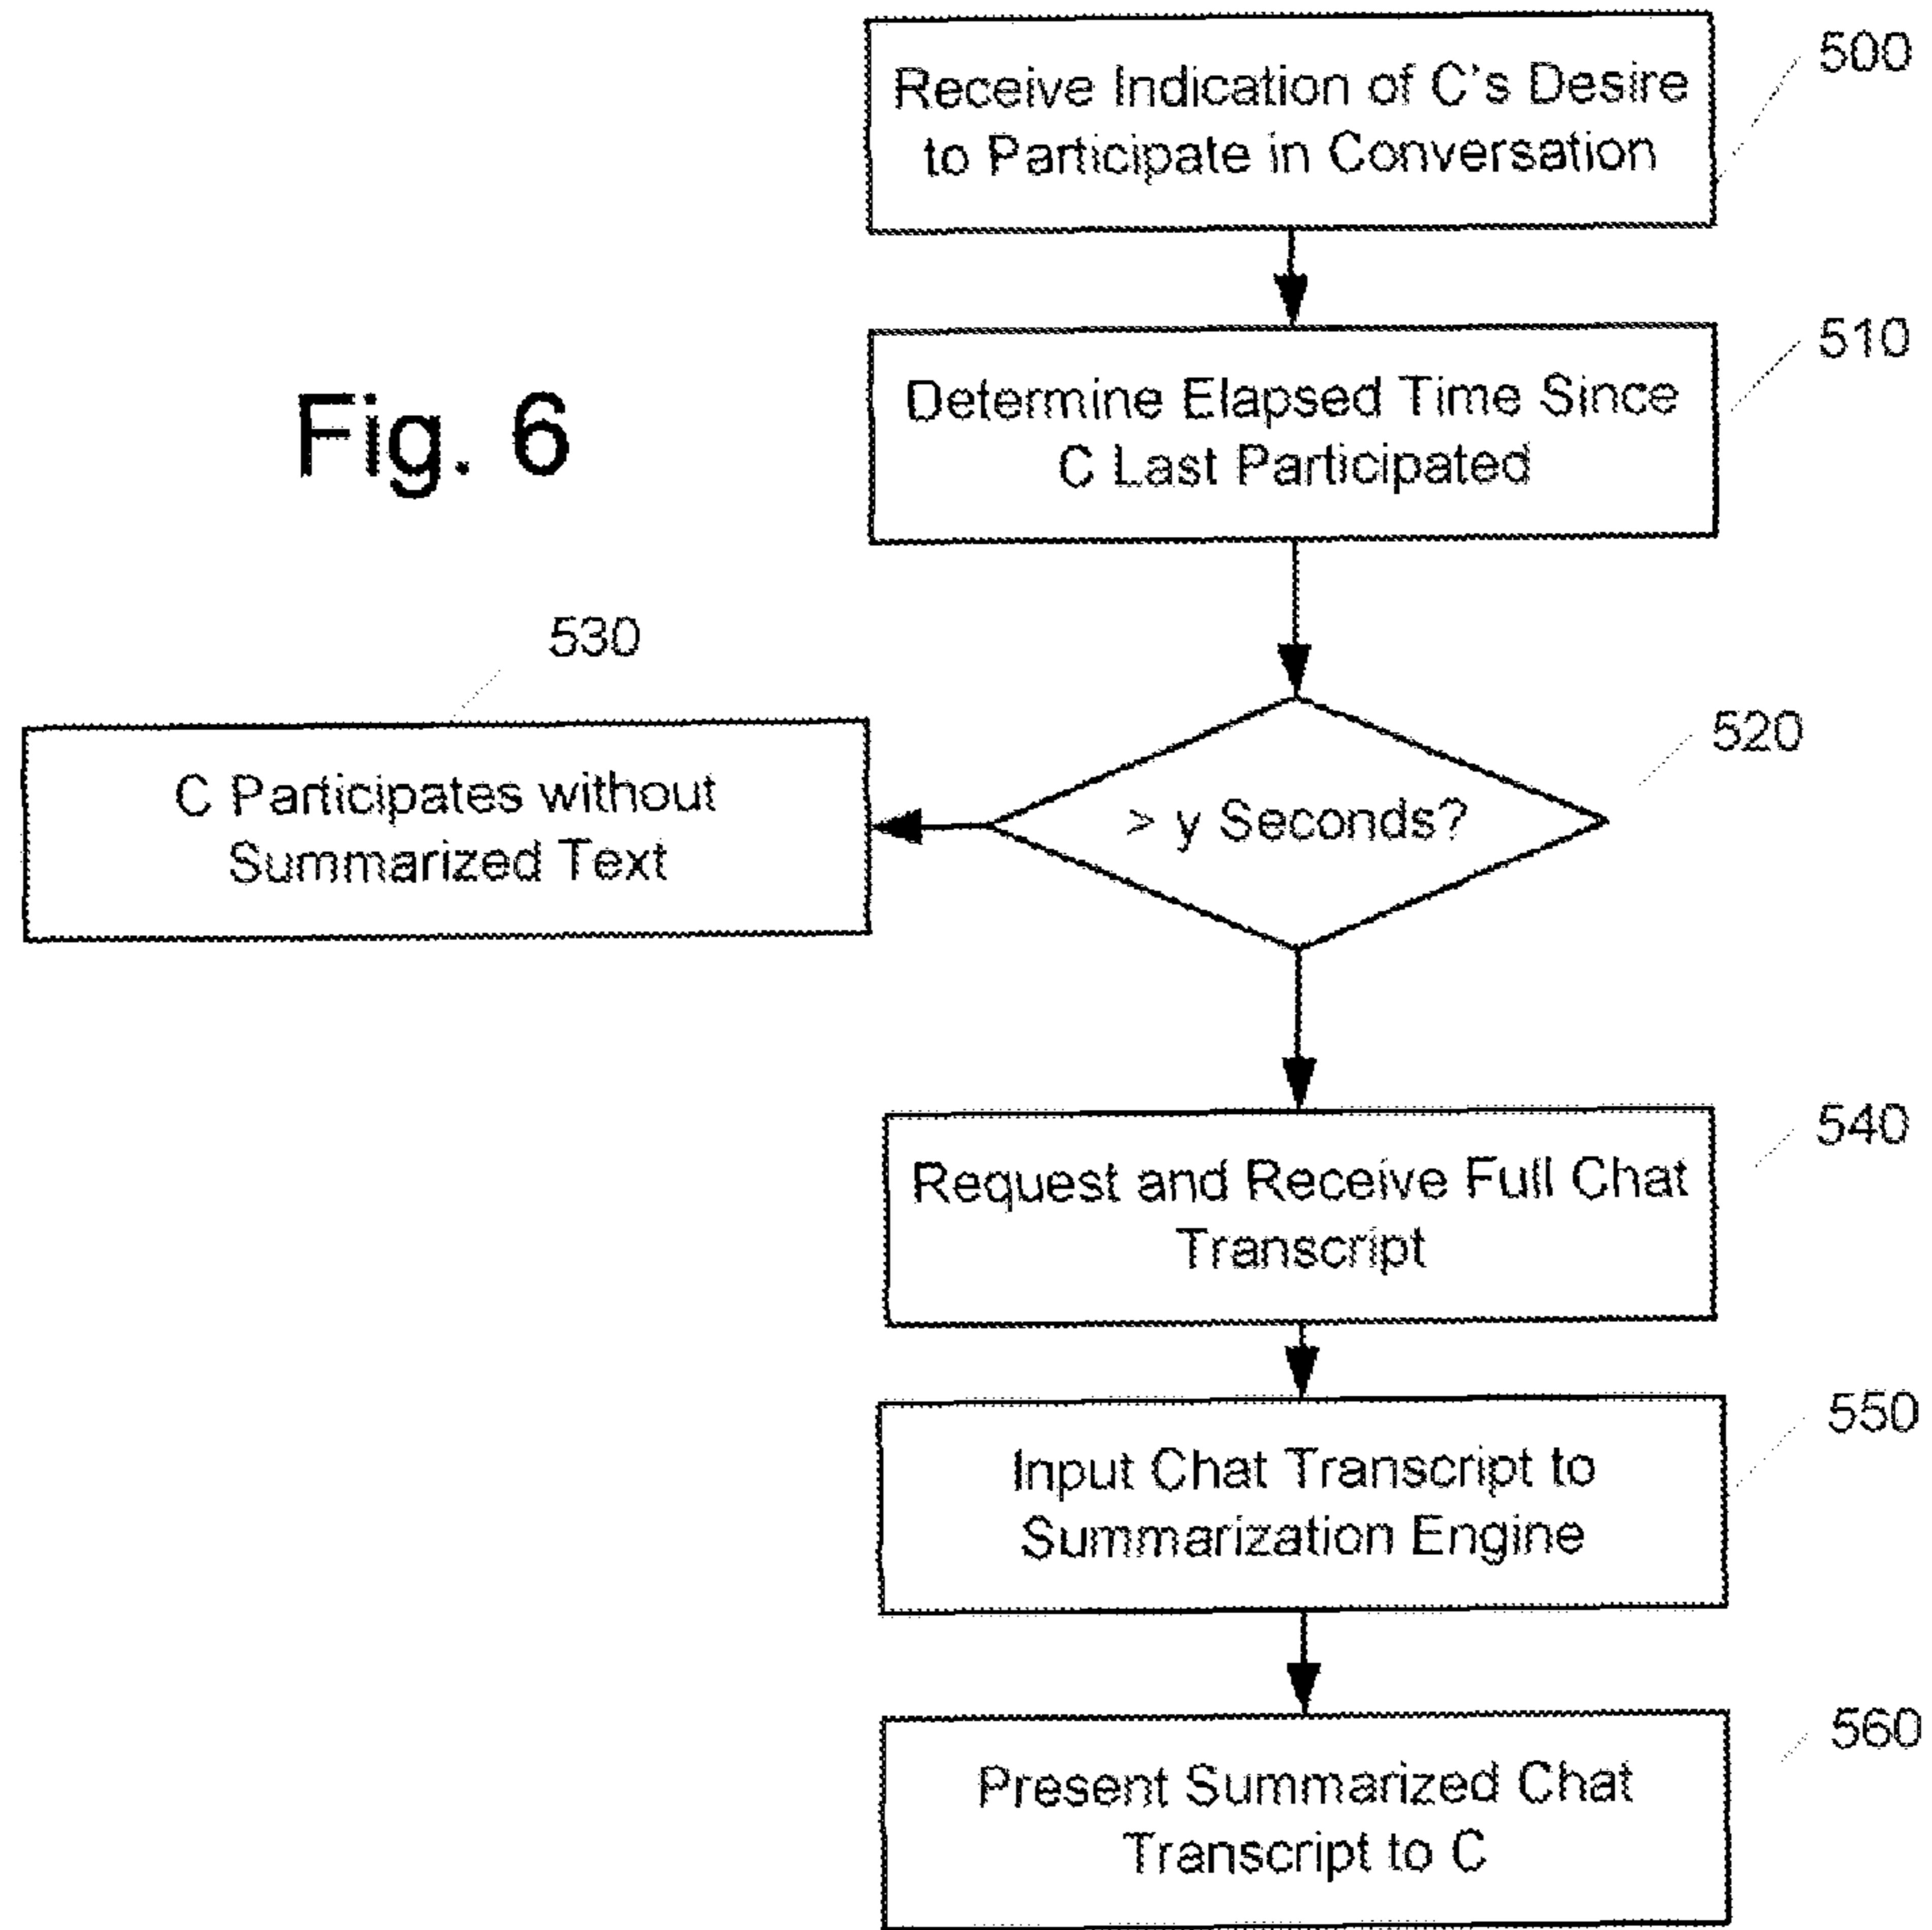 Receive Indication of C's Desire
to Participate in Conversation
500
Determine Elapsed Time Since
C Last Participated
510
Fig. 6
530
C Participates without
Summarized Text
> y Seconds?
520
Request and Receive Full Chat
Transcript
540
Input Chat Transcript to
Summarization Engine
550
Present Summarized Chat
Transcript to C
560